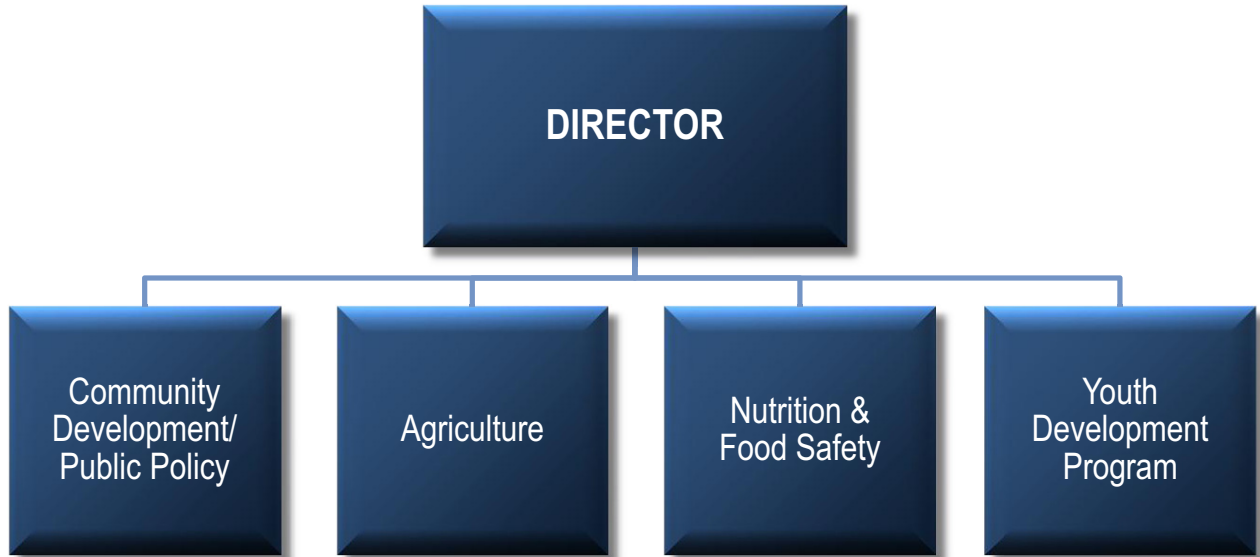 DIRECTOR
Community
Development/
Public Policy
Agriculture
Nutrition &
Food Safety
Youth
Development
Program